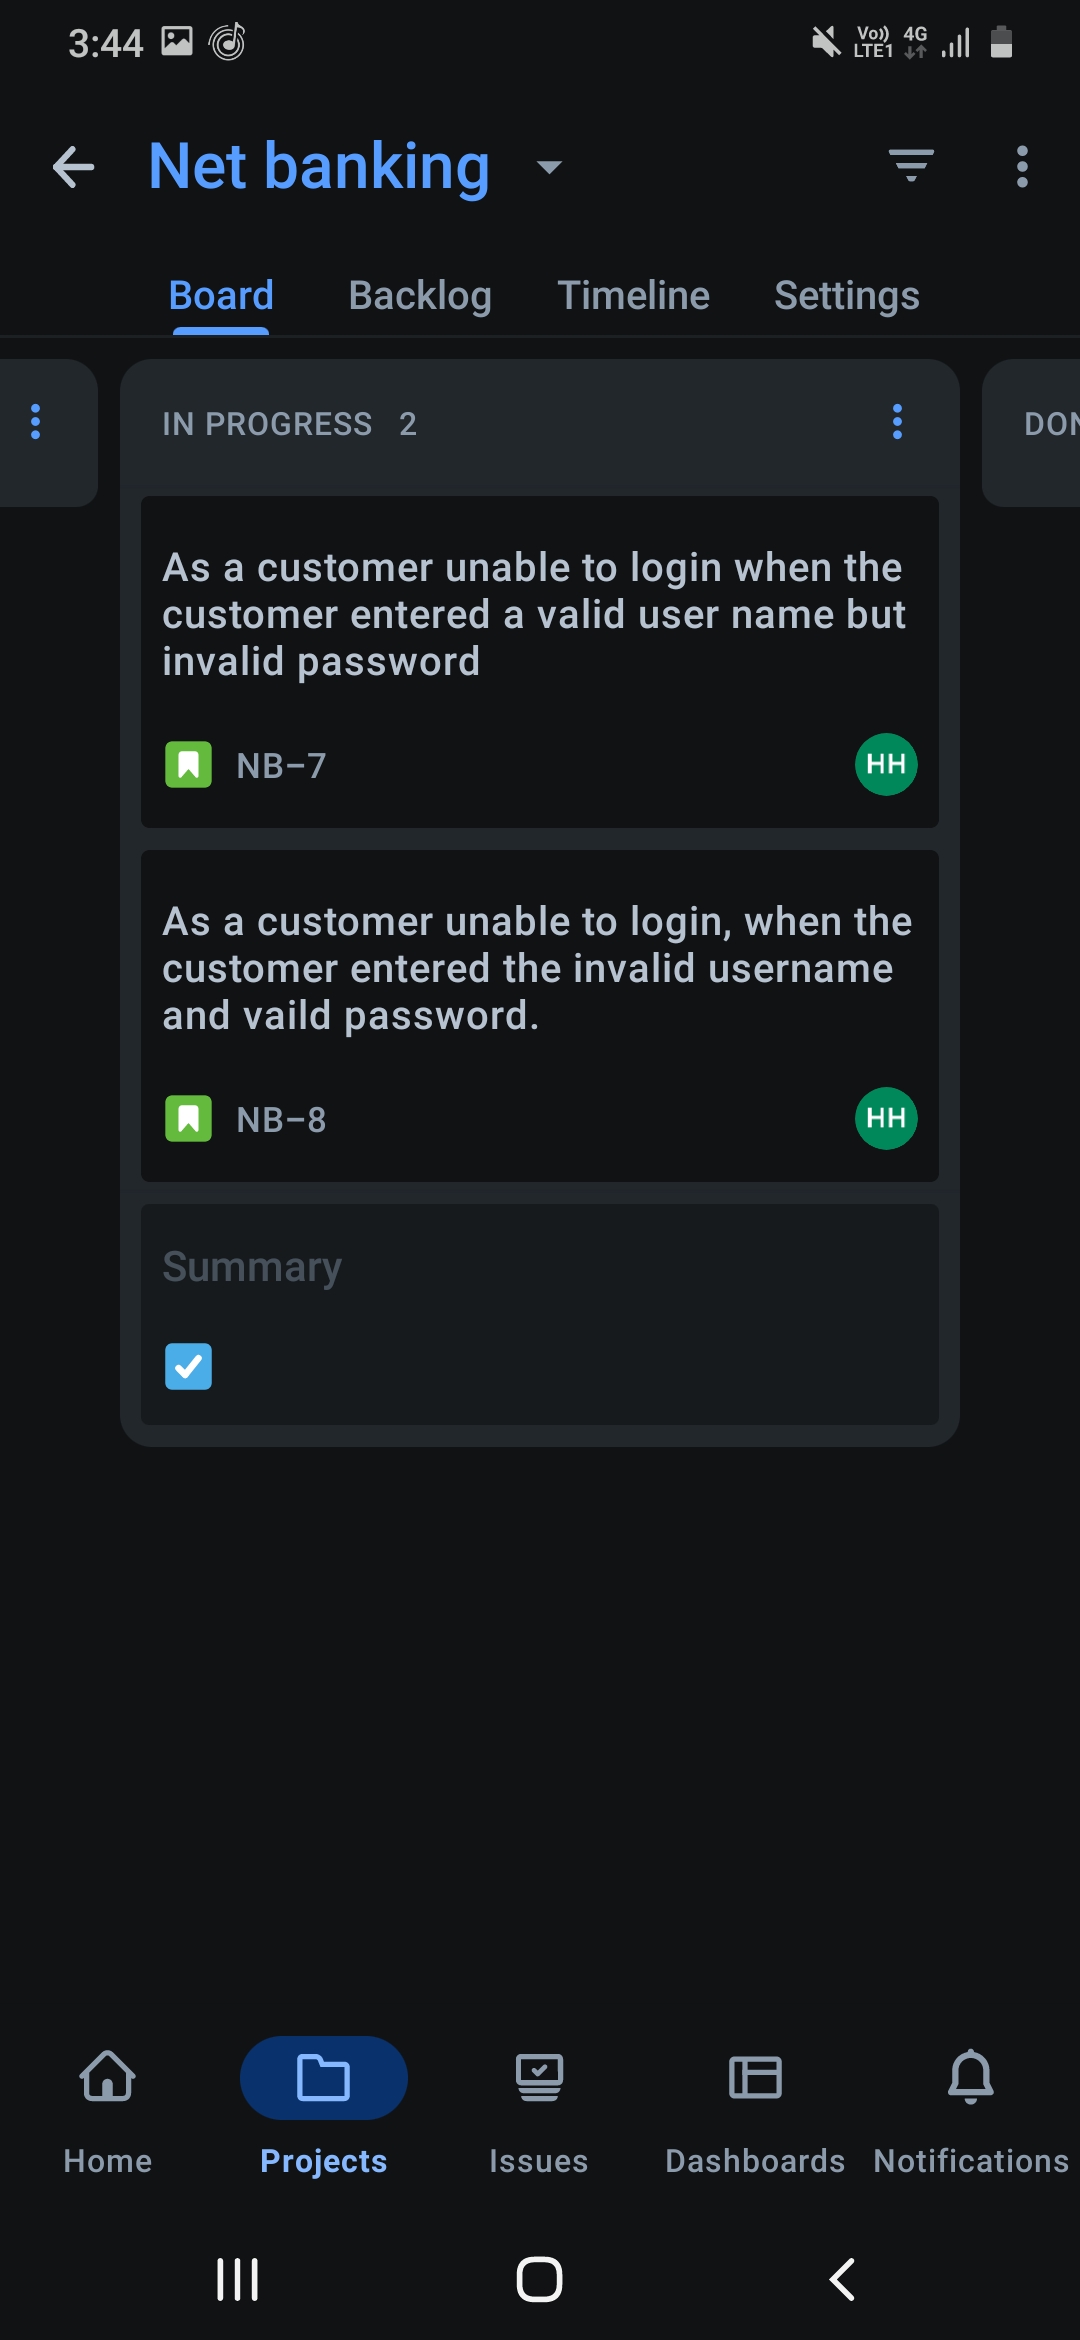 3:44
Vo)) LTE1 4G
Net banking
Board Backlog Timeline Settings
IN PROGRESS 2
DON
As a customer unable to login when the
customer entered a valid user name but
invalid password
NB-7
HH
As a customer unable to login, when the
customer entered the invalid username
and vaild password.
NB-8
HH
Summary
Home Projects Issues Dashboards Notifications